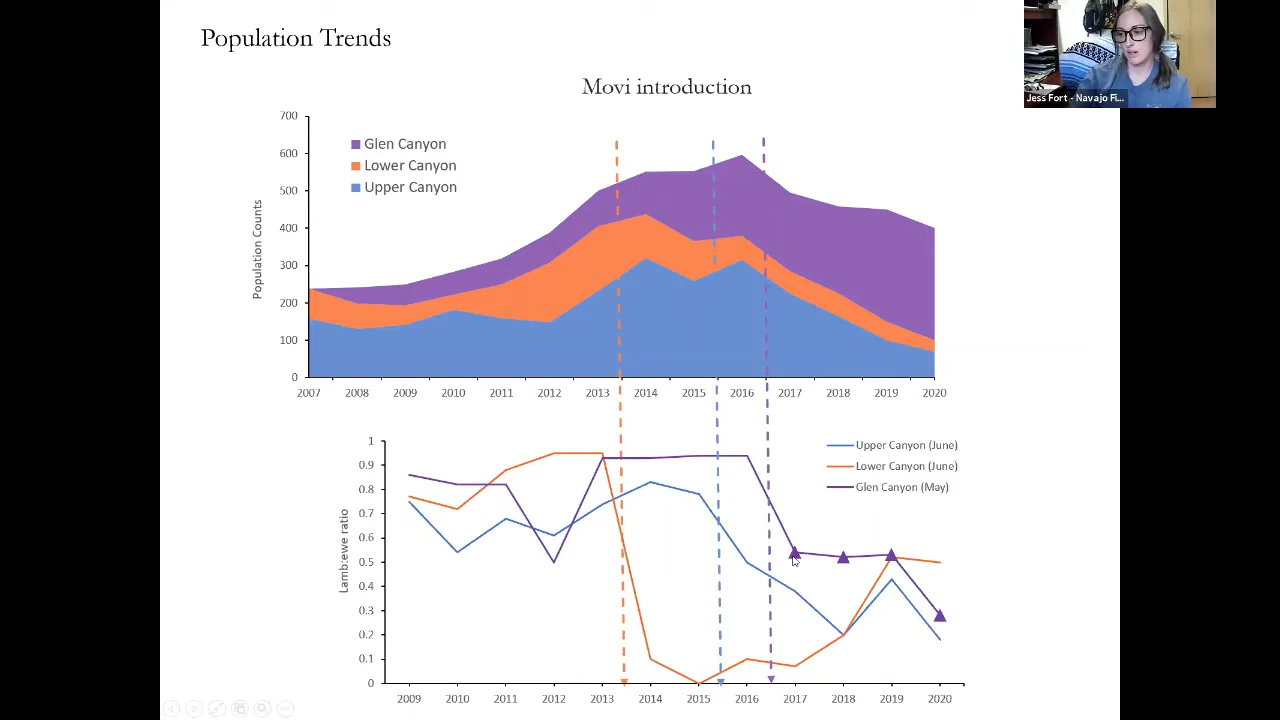 Population Trends
Movi introduction
Jess Fort - Navajo Fi...
700
600
500
400
300
200
100
0
Population Counts
Glen Canyon
Lower Canyon
Upper Canyon
2007 2008 2009 2010 2011 2012 2013 2014 2015 2016 2017 2018 2019 2020
1
0.9
0.8
0.7
0.6
0.5
0.4
0.3
0.2
0.1
0
Lamb:ewe ratio
Upper Canyon (June)
Lower Canyon (June)
Glen Canyon (May)
2009 2010 2011 2012 2013 2014 2015 2016 2017 2018 2019 2020